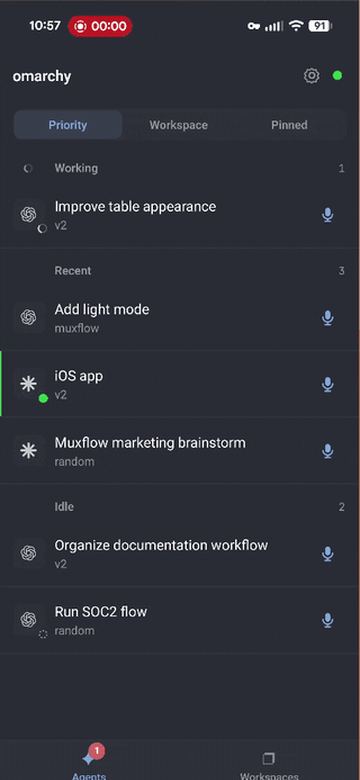 10:57
00:00
91
omarchy
Priority
Workspace
Pinned
Working
1
Improve table appearance
v2
Recent
3
Add light mode
muxflow
iOS app
v2
Muxflow marketing brainstorm
random
Idle
2
Organize documentation workflow
v2
Run SOC2 flow
random
1
Agents
Workspaces